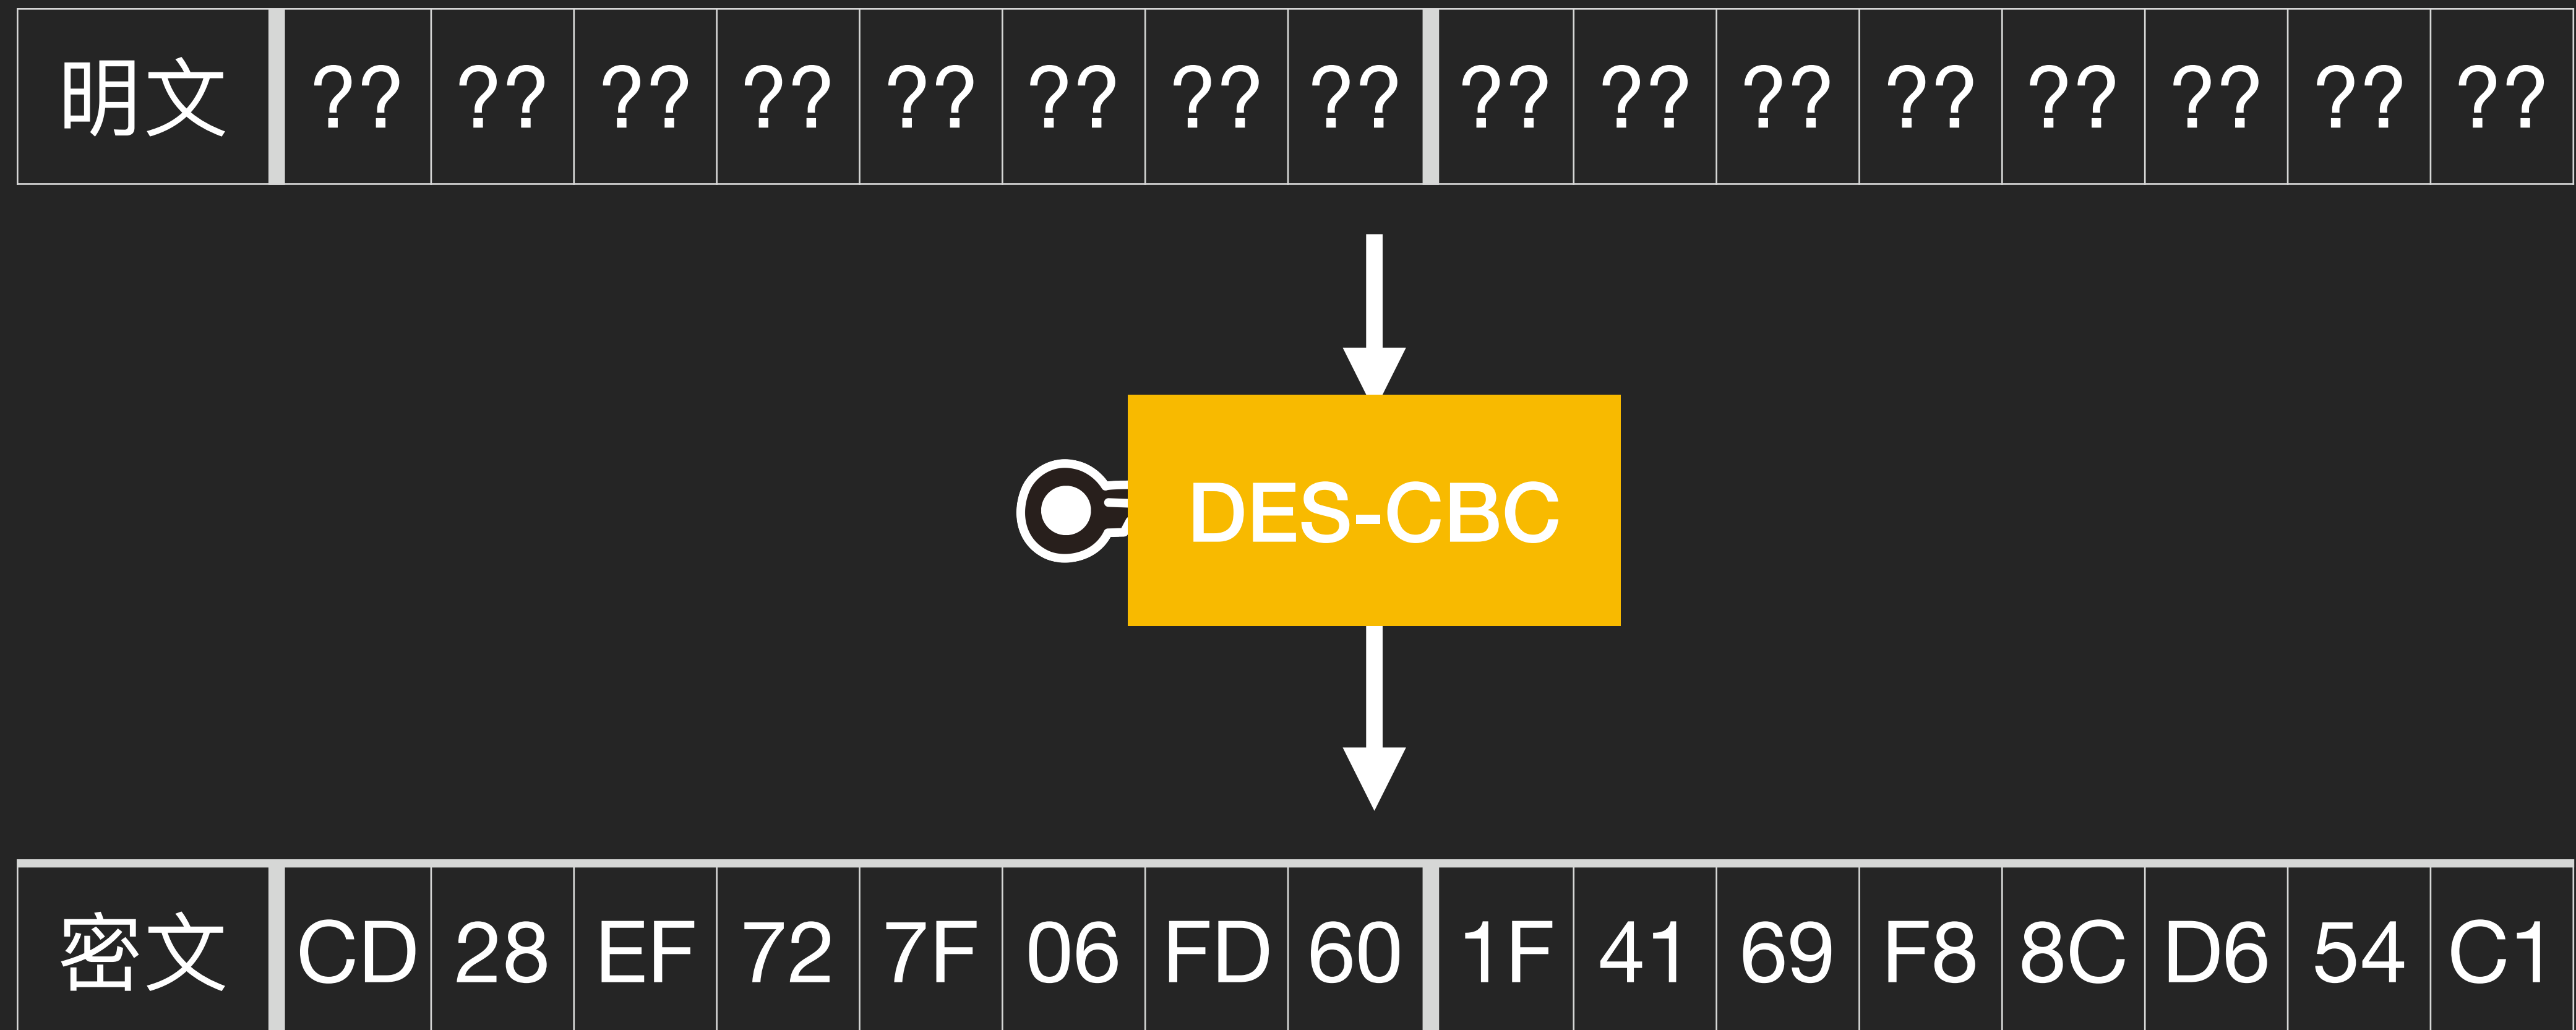 明文 ?? ?? ?? ?? ?? ?? ?? ?? ?? ?? ?? ?? ?? ?? ?? ??
DES-CBC
密文 CD 28 EF 72 7F 06 FD 60 1F 41 69 F8 8C D6 54 C1